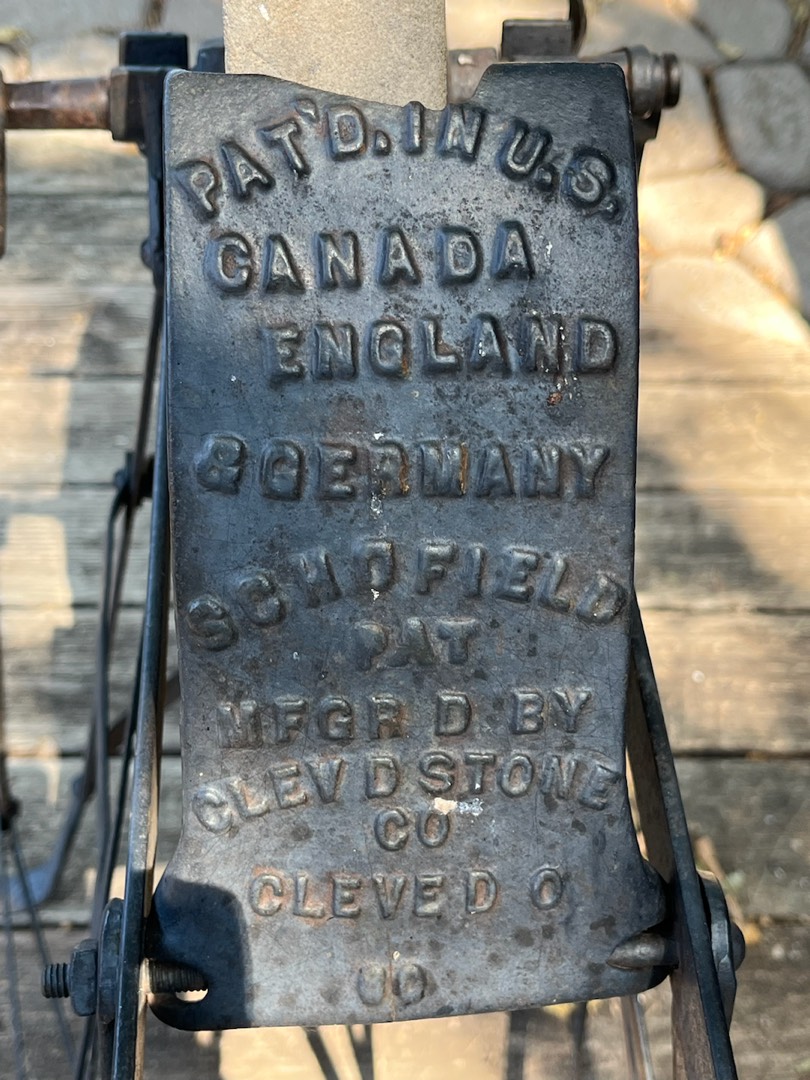 PAT'D. IN U.S.
CANADA
ENGLAND
& GERMANY
SCHOFIELD
PAT
MFGR D BY
CLEV D STONE
CO
CLEVE D O